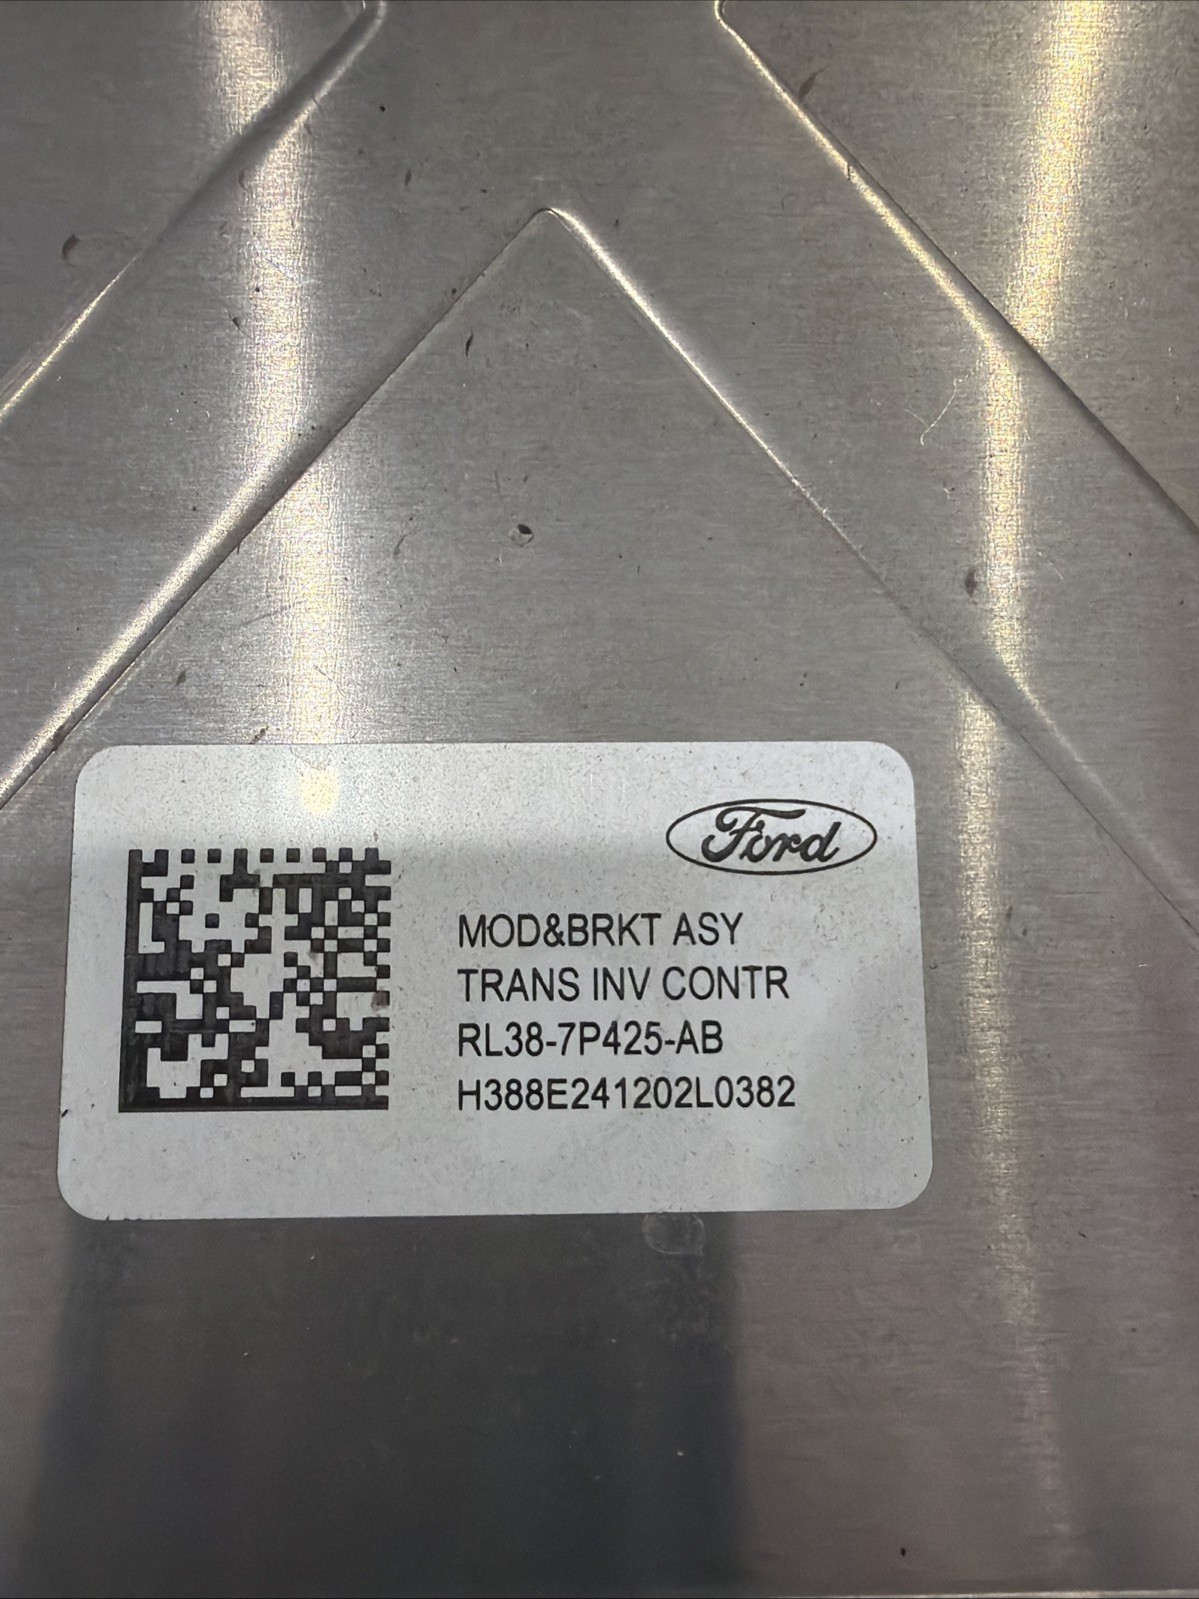 Ford
MOD&BRKT ASY
TRANS INV CONTR
RL38-7P425-AB
H388E241202L0382